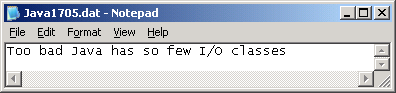 Java1705.dat - Notepad
File Edit Format View Help
Too bad Java has so few I/O classes